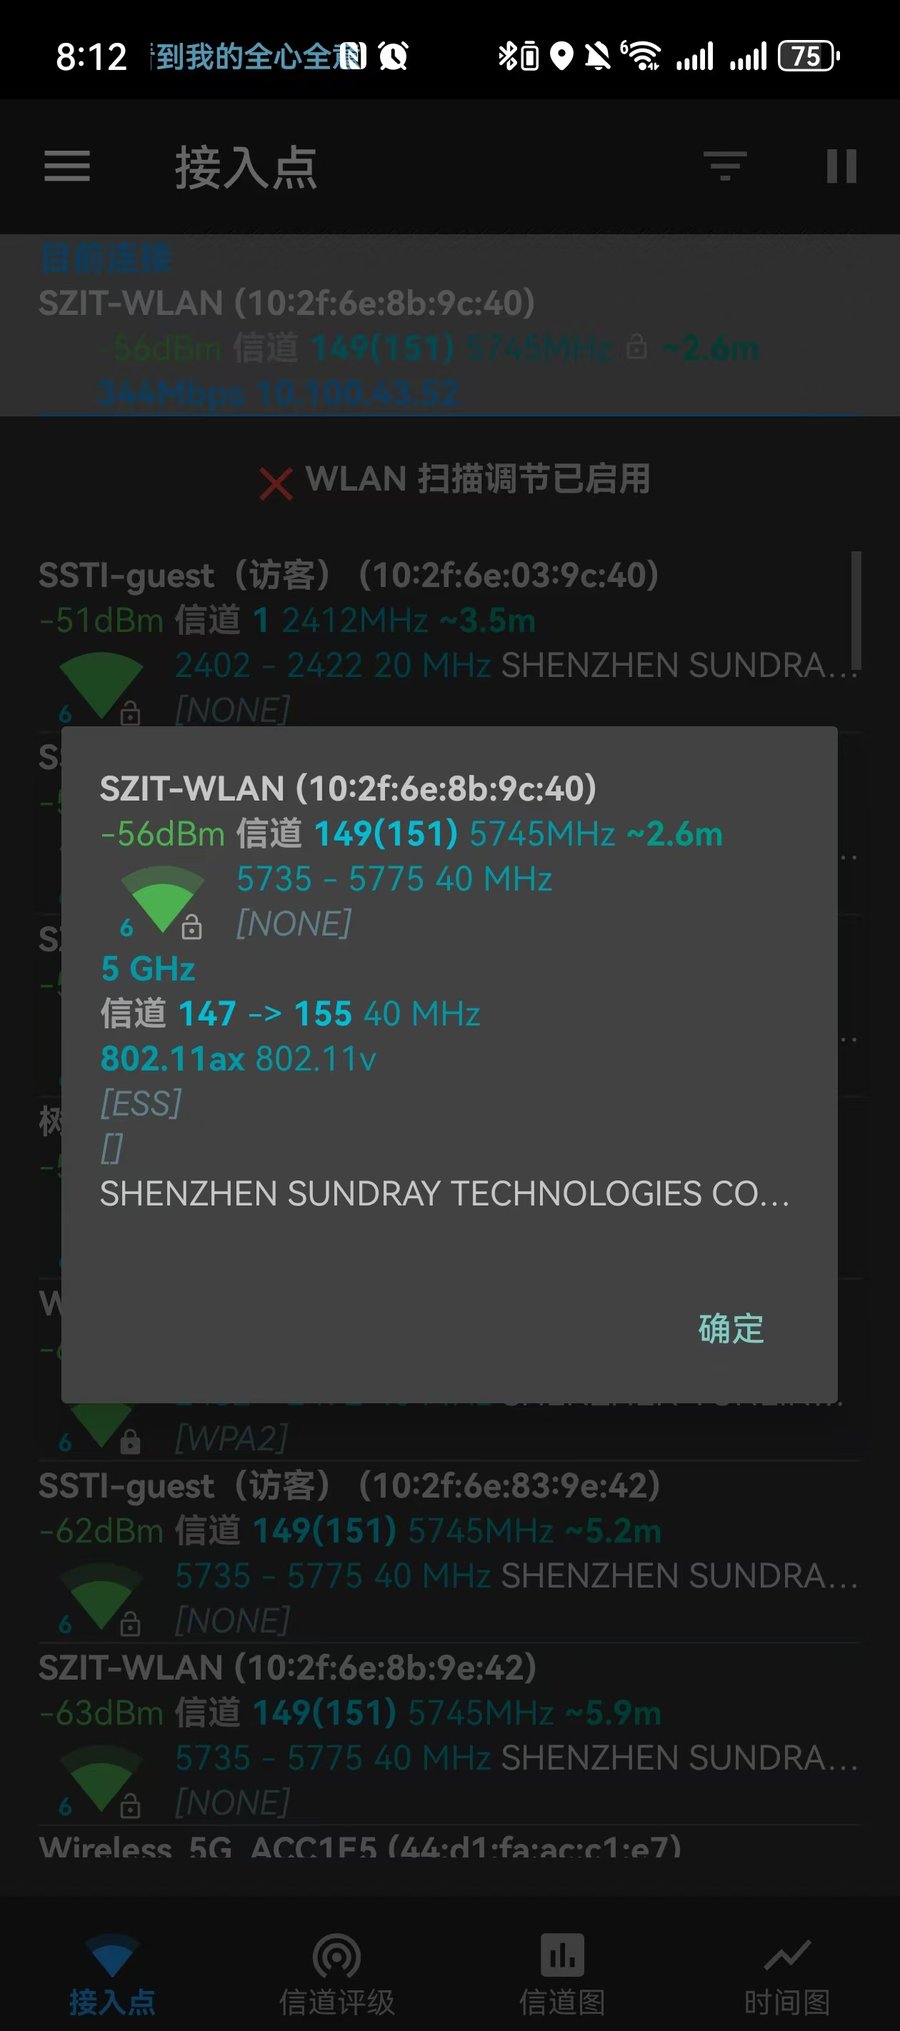 8:12 到我的全心全意 6 75
接入点
目前连接
SZIT-WLAN (10:2f:6e:8b:9c:40)
-56dBm 信道 149(151) 5745MHz ~2.6m
344Mbps 10.100.43.52
WLAN 扫描调节已启用
SSTI-guest（访客） (10:2f:6e:03:9c:40)
-51dBm 信道 1 2412MHz ~3.5m
2402 - 2422 20 MHz SHENZHEN SUNDRA...
6 [NONE]
SZIT-WLAN (10:2f:6e:8b:9c:40)
-56dBm 信道 149(151) 5745MHz ~2.6m
5735 - 5775 40 MHz
6 [NONE]
5 GHz
信道 147 -> 155 40 MHz
802.11ax 802.11v
[ESS]
[]
SHENZHEN SUNDRAY TECHNOLOGIES CO...
确定
6 [WPA2]
SSTI-guest（访客） (10:2f:6e:83:9e:42)
-62dBm 信道 149(151) 5745MHz ~5.2m
5735 - 5775 40 MHz SHENZHEN SUNDRA...
6 [NONE]
SZIT-WLAN (10:2f:6e:8b:9e:42)
-63dBm 信道 149(151) 5745MHz ~5.9m
5735 - 5775 40 MHz SHENZHEN SUNDRA...
6 [NONE]
Wireless_5G_ACC1E5 (44:d1:fa:ac:c1:e7)
接入点 信道评级 信道图 时间图